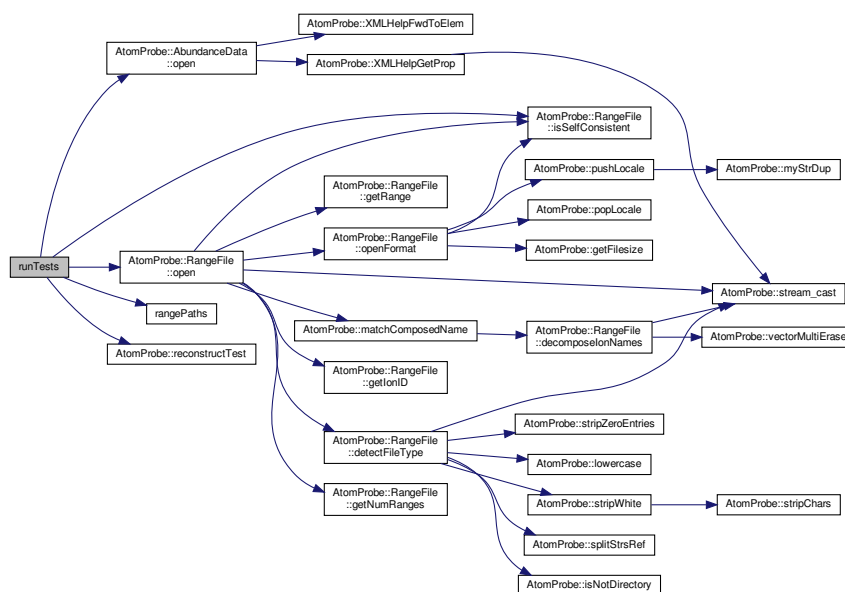 runTests
AtomProbe::AbundanceData
::open
AtomProbe::XMLHelpFwdToElem
AtomProbe::XMLHelpGetProp
AtomProbe::RangeFile
::isSelfConsistent
AtomProbe::RangeFile
::getRange
AtomProbe::pushLocale
AtomProbe::myStrDup
AtomProbe::popLocale
AtomProbe::RangeFile
::openFormat
AtomProbe::getFilesize
AtomProbe::RangeFile
::open
AtomProbe::stream_cast
rangePaths
AtomProbe::matchComposedName
AtomProbe::RangeFile
::decomposeIonNames
AtomProbe::vectorMultiErase
AtomProbe::reconstructTest
AtomProbe::RangeFile
::getIonID
AtomProbe::RangeFile
::detectFileType
AtomProbe::stripZeroEntries
AtomProbe::lowercase
AtomProbe::stripWhite
AtomProbe::stripChars
AtomProbe::RangeFile
::getNumRanges
AtomProbe::splitStrsRef
AtomProbe::isNotDirectory